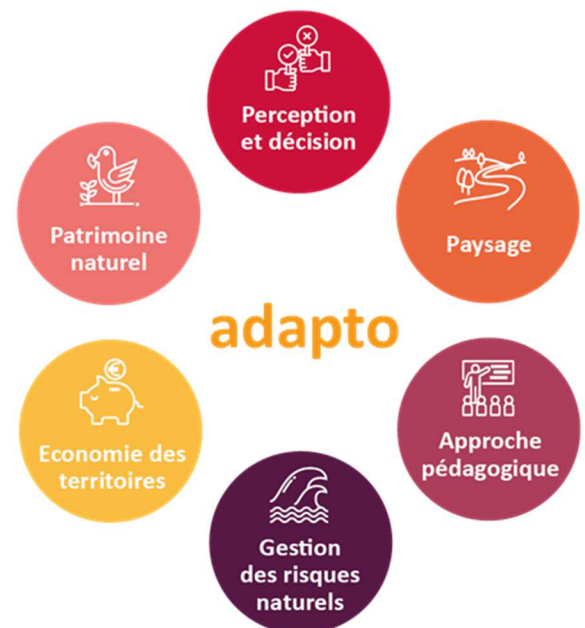 Perception
et décision
Paysage
Approche
pédagogique
Gestion
des risques
naturels
Economie des
territoires
Patrimoine
naturel
adapto